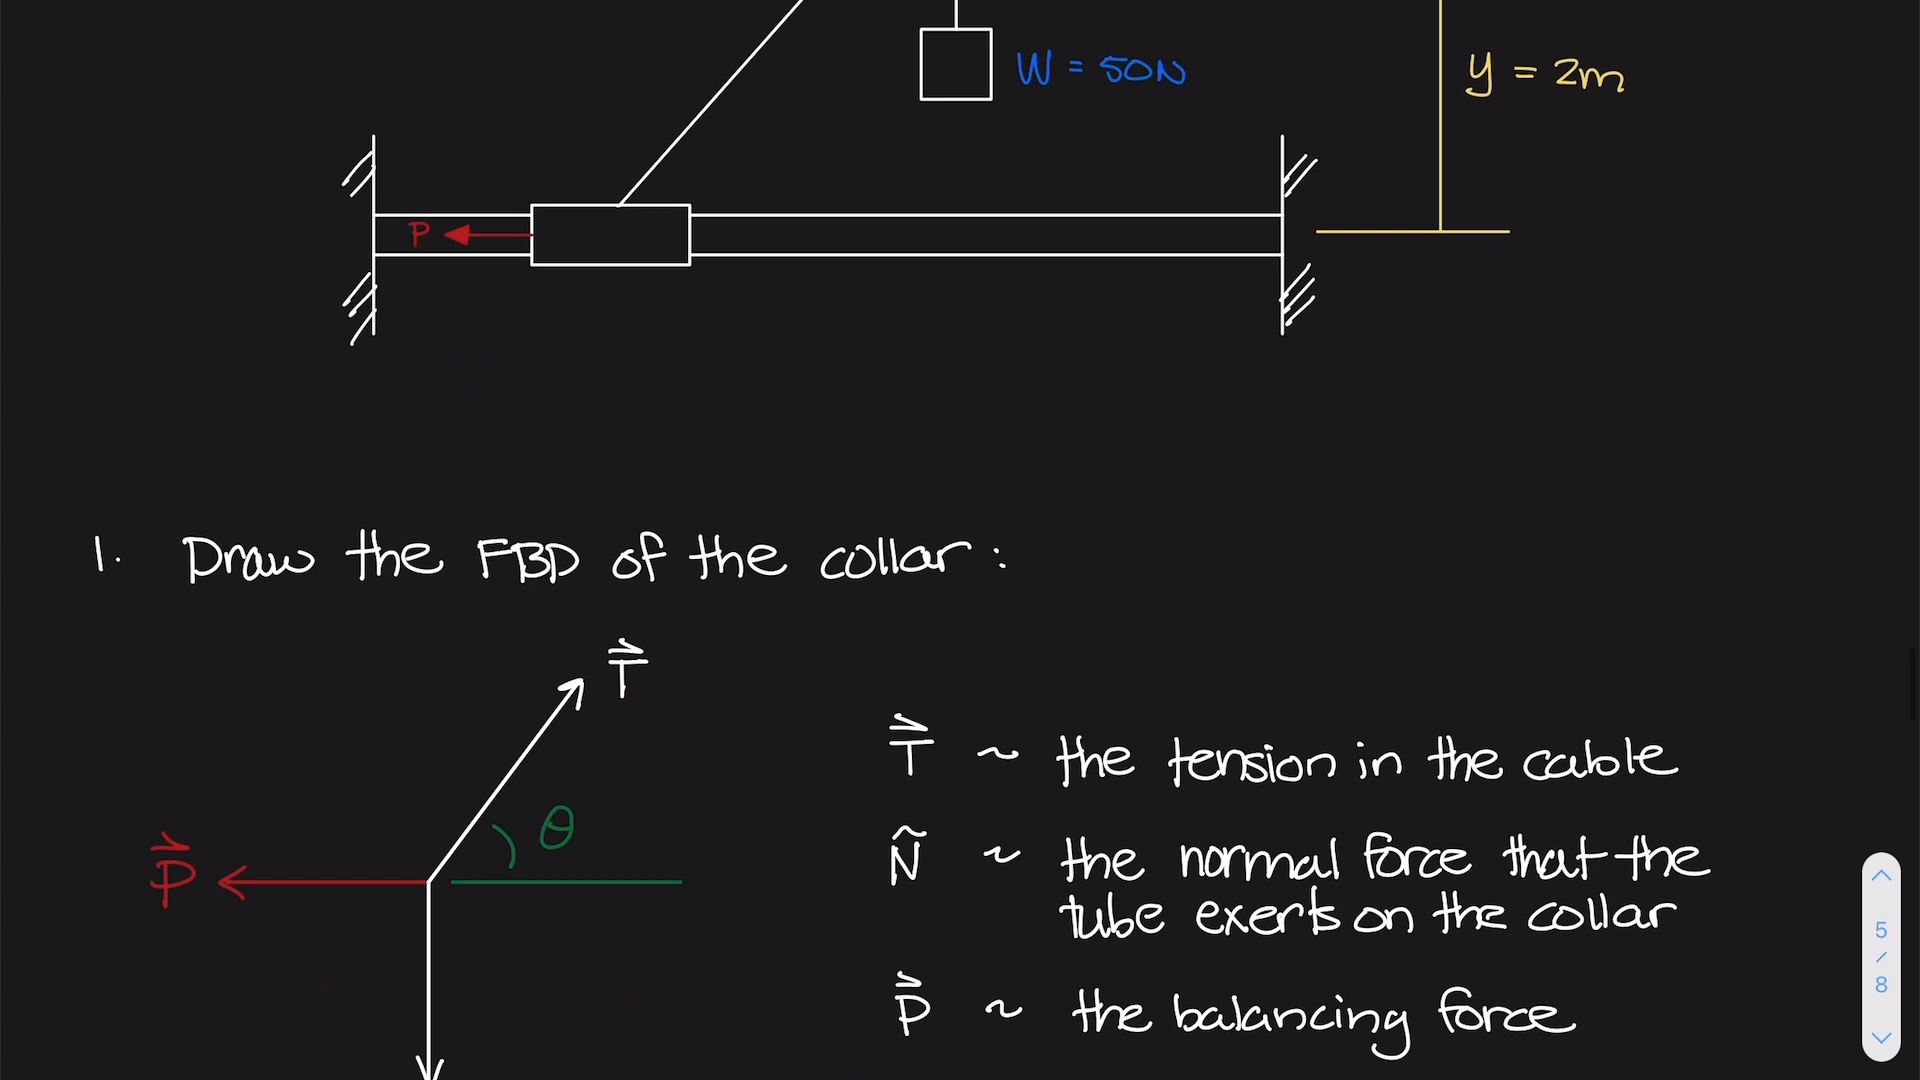 W = 50N
y = 2m
P
1. Draw the FBD of the collar :
T⃗
θ
P⃗
T⃗ ~ the tension in the cable
Ñ ~ the normal force that the
tube exerts on the collar
P⃗ ~ the balancing force
5
/
8